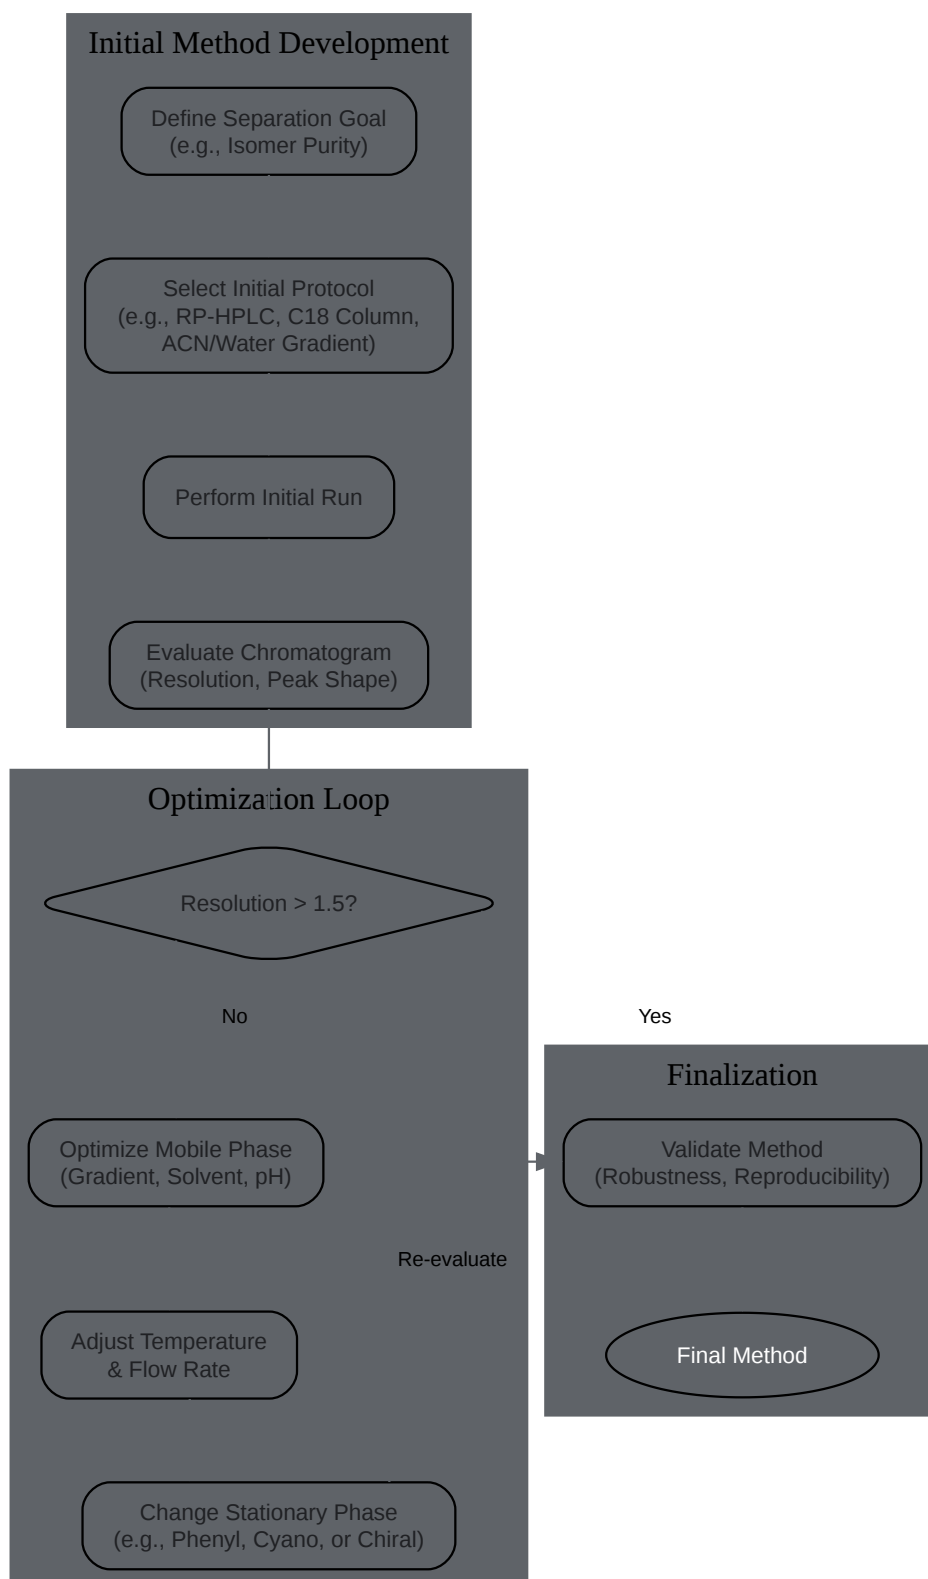 Initial Method Development
Define Separation Goal
(e.g., Isomer Purity)
Select Initial Protocol
(e.g., RP-HPLC, C18 Column,
ACN/Water Gradient)
Perform Initial Run
Evaluate Chromatogram
(Resolution, Peak Shape)
Optimization Loop
Resolution > 1.5?
No
Yes
Finalization
Optimize Mobile Phase
(Gradient, Solvent, pH)
Validate Method
(Robustness, Reproducibility)
Re-evaluate
Adjust Temperature
& Flow Rate
Final Method
Change Stationary Phase
(e.g., Phenyl, Cyano, or Chiral)